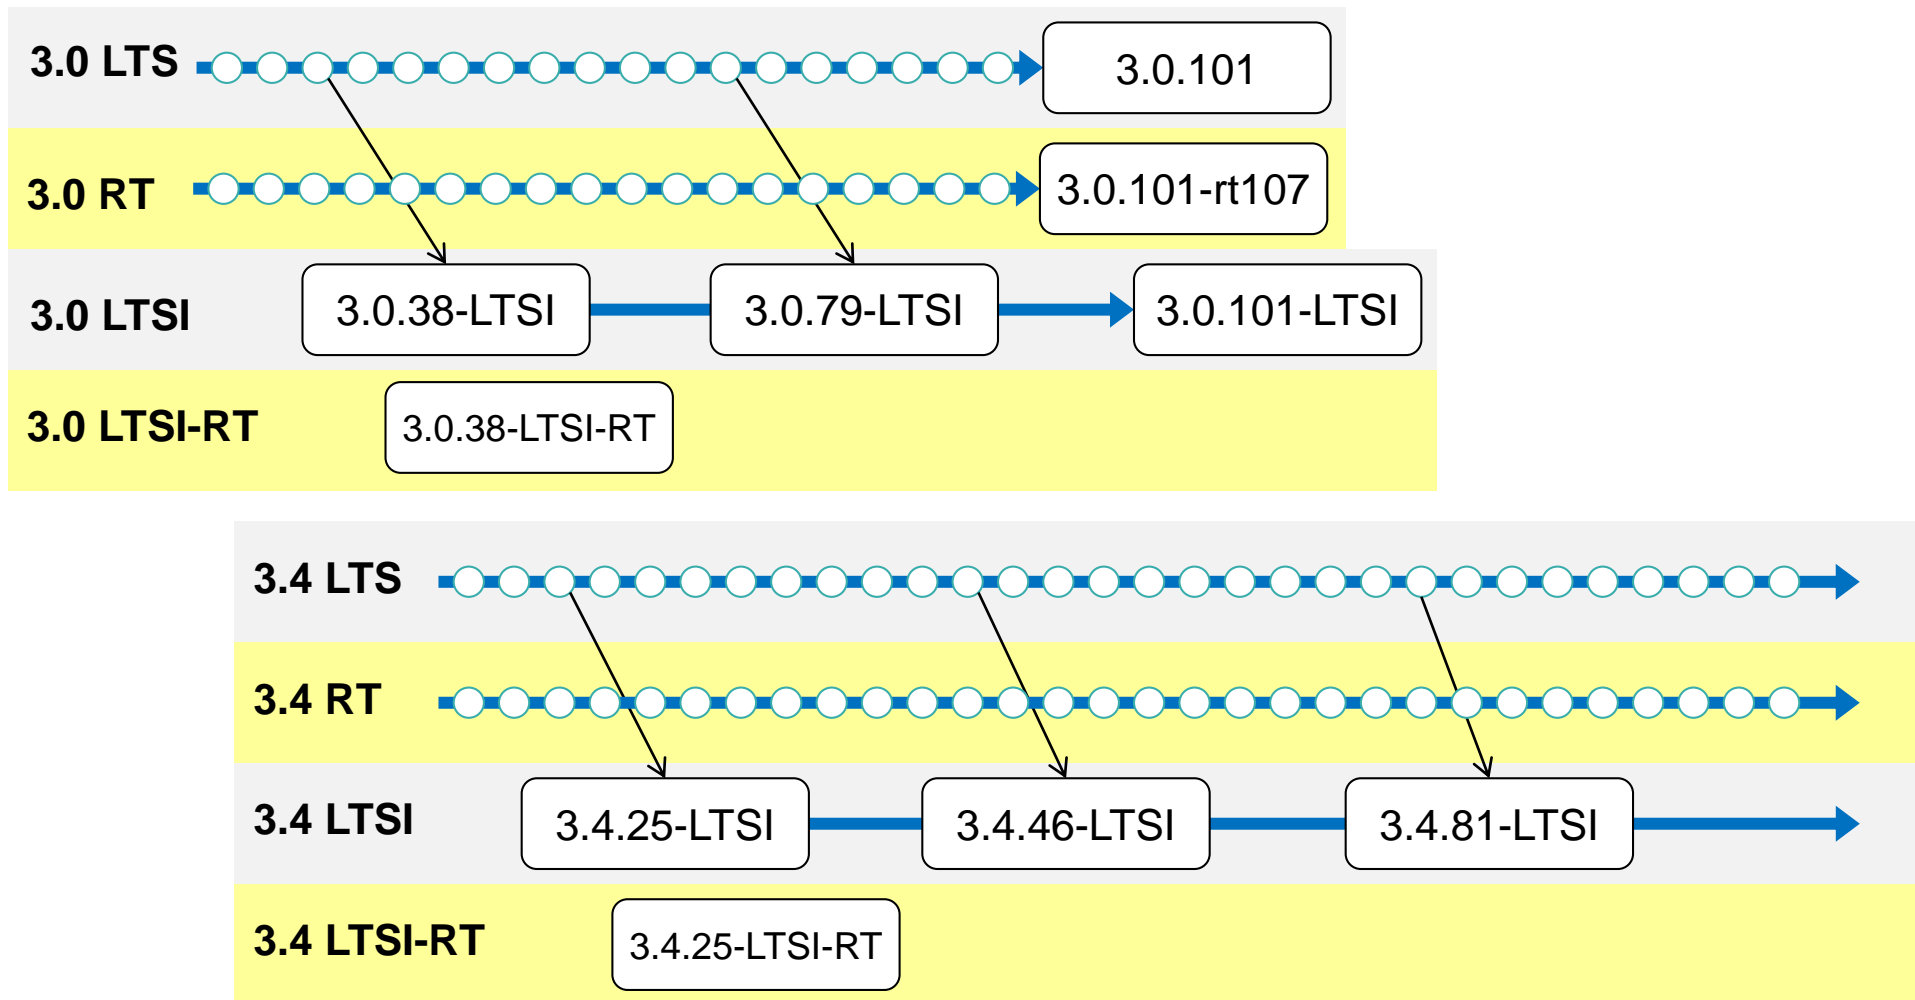 3.0 LTS
3.0.101
3.0 RT
3.0.101-rt107
3.0 LTSI
3.0.38-LTSI
3.0.79-LTSI
3.0.101-LTSI
3.0 LTSI-RT
3.0.38-LTSI-RT
3.4 LTS
3.4 RT
3.4 LTSI
3.4.25-LTSI
3.4.46-LTSI
3.4.81-LTSI
3.4 LTSI-RT
3.4.25-LTSI-RT